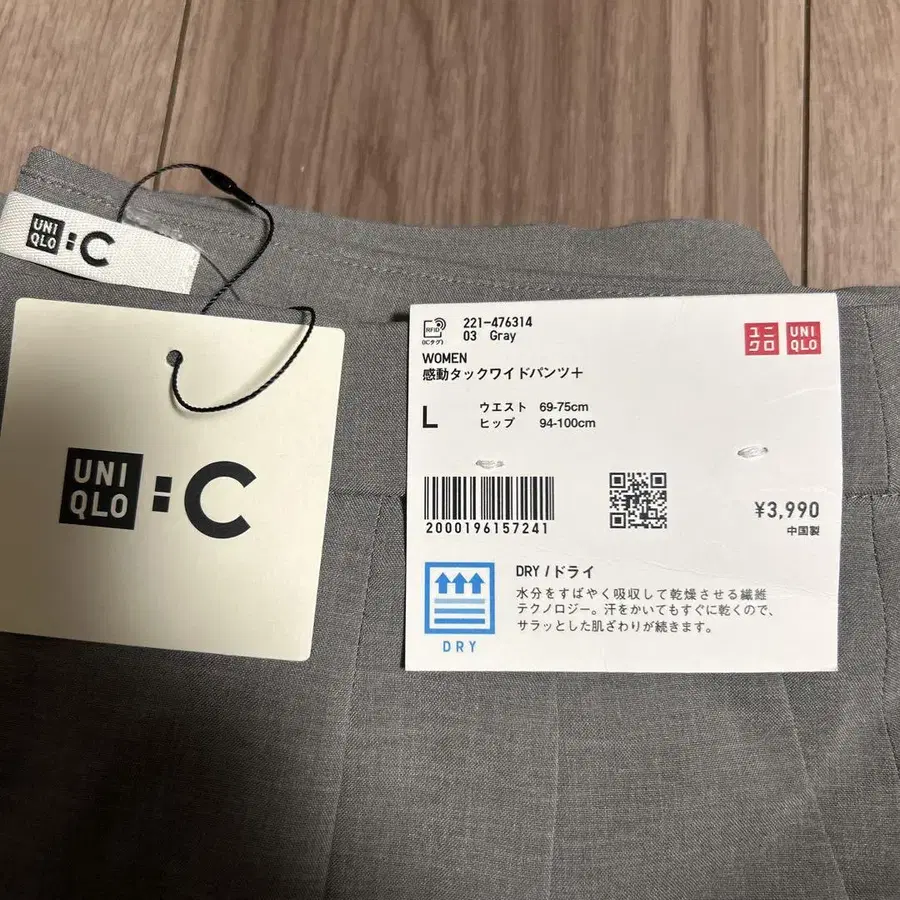 UNI
QLO : C
UNI
QLO : C
RFID
(ICタグ)
221-476314
03 Gray
ユニ
クロ
UNI
QLO
WOMEN
感動タックワイドパンツ+
L
ウエスト 69-75cm
ヒップ 94-100cm
2000196157241
¥3,990
中国製
DRY
DRY / ドライ
水分をすばやく吸収して乾燥させる繊維
テクノロジー。汗をかいてもすぐに乾くので、
サラッとした肌ざわりが続きます。